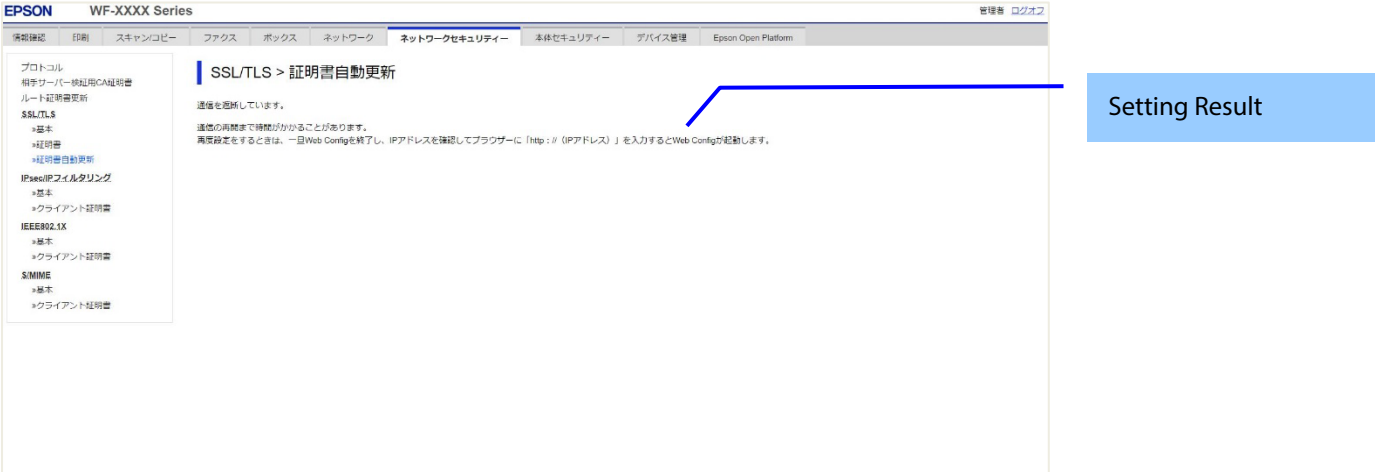 EPSON WF-XXXX Series 管理者 ログオフ
情報確認 印刷 スキャン/コピー ファクス ボックス ネットワーク ネットワークセキュリティー 本体セキュリティー デバイス管理 Epson Open Platform
プロトコル
相手サーバー検証用CA証明書
ルート証明書更新
SSL/TLS
»基本
»証明書
»証明書自動更新
IPsec/IPフィルタリング
»基本
»クライアント証明書
IEEE802.1X
»基本
»クライアント証明書
S/MIME
»基本
»クライアント証明書
SSL/TLS > 証明書自動更新
通信を遮断しています。
通信の再開まで時間がかかることがあります。
再度設定をするときは、一旦Web Configを終了し、IPアドレスを確認してブラウザーに「http：//（IPアドレス）」を入力するとWeb Configが起動します。
Setting Result